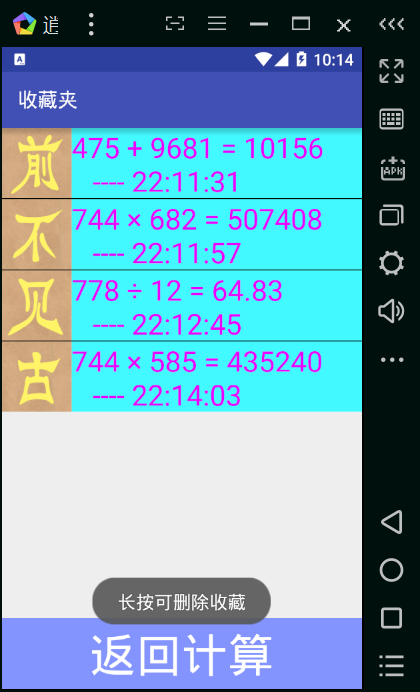 10:14
收藏夹
前
475 + 9681 = 10156
---- 22:11:31
不
744 × 682 = 507408
---- 22:11:57
见
778 ÷ 12 = 64.83
---- 22:12:45
古
744 × 585 = 435240
---- 22:14:03
长按可删除收藏
返回计算
APK
A